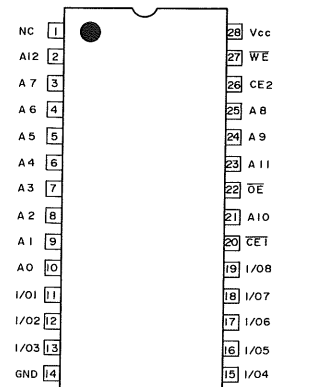 NC 1 28 Vcc
A12 2 27 WE
A7 3 26 CE2
A6 4 25 A8
A5 5 24 A9
A4 6 23 A11
A3 7 22 OE
A2 8 21 A10
A1 9 20 CE1
A0 10 19 I/O8
I/O1 11 18 I/O7
I/O2 12 17 I/O6
I/O3 13 16 I/O5
GND 14 15 I/O4